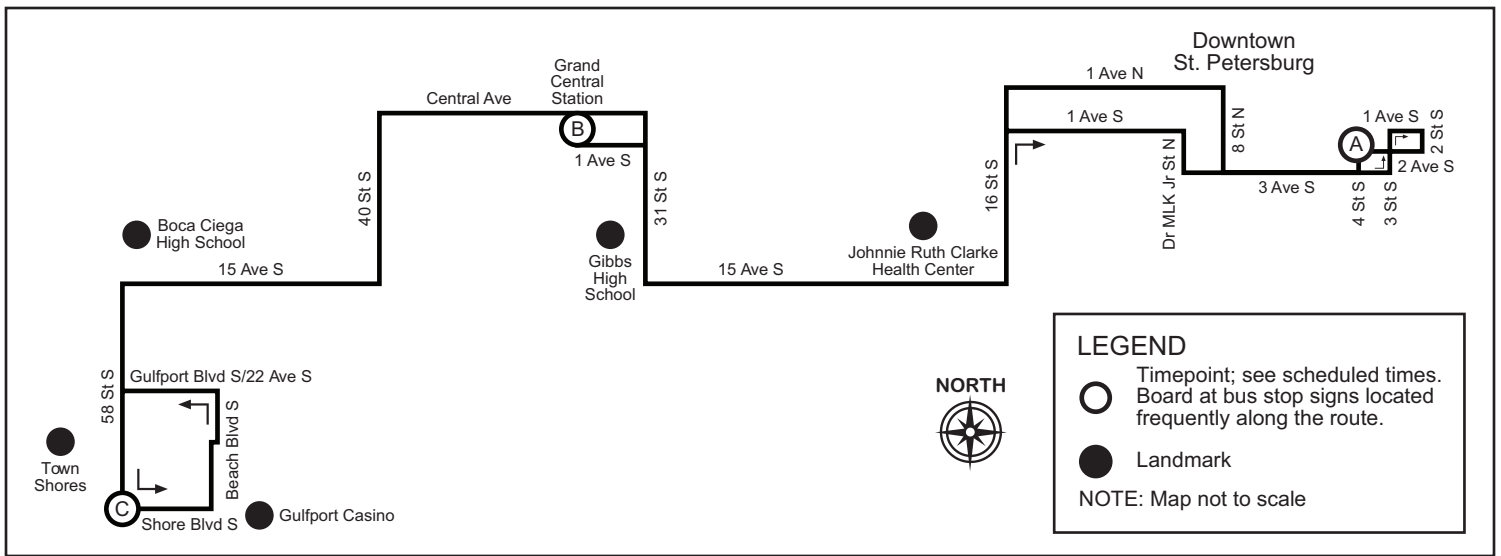 Downtown
St. Petersburg
Grand
Central
Station
Central Ave
B
1 Ave S
1 Ave N
1 Ave S
8 St N
1 Ave S
2 St S
A
2 Ave S
3 Ave S
4 St S
3 St S
Dr MLK Jr St N
16 St S
31 St S
40 St S
Boca Ciega
High School
15 Ave S
Gibbs
High
School
15 Ave S
Johnnie Ruth Clarke
Health Center
58 St S
Gulfport Blvd S/22 Ave S
Beach Blvd S
Town
Shores
C
Shore Blvd S
Gulfport Casino
NORTH
LEGEND
Timepoint; see scheduled times.
Board at bus stop signs located
frequently along the route.
Landmark
NOTE: Map not to scale